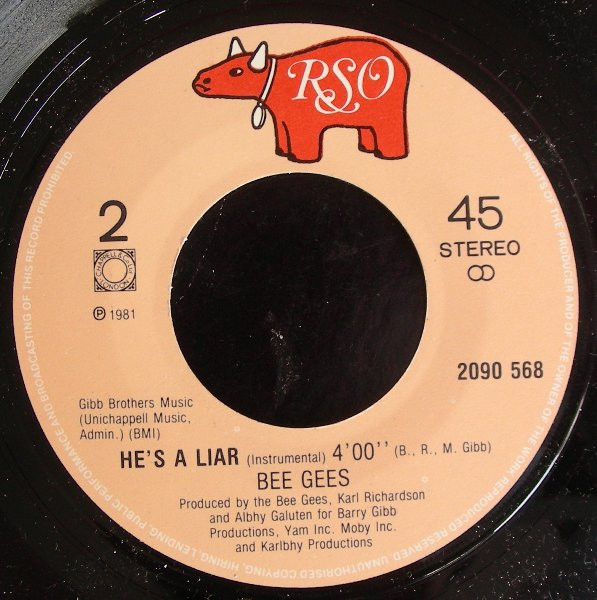 RSO
2
45
STEREO
CHAPPELL & Co Ltd
LONDON
℗ 1981
2090 568
Gibb Brothers Music
(Unichappell Music,
Admin.) (BMI)
HE'S A LIAR (Instrumental) 4'00'' (B., R., M. Gibb)
BEE GEES
Produced by the Bee Gees, Karl Richardson
and Albhy Galuten for Barry Gibb
Productions, Yam Inc. Moby Inc.
and Karlbhy Productions
ALL RIGHTS OF THE PRODUCER AND OF THE OWNER OF THE WORK REPRODUCED RESERVED. UNAUTHORISED COPYING, HIRING, LENDING, PUBLIC PERFORMANCE AND BROADCASTING OF THIS RECORD PROHIBITED